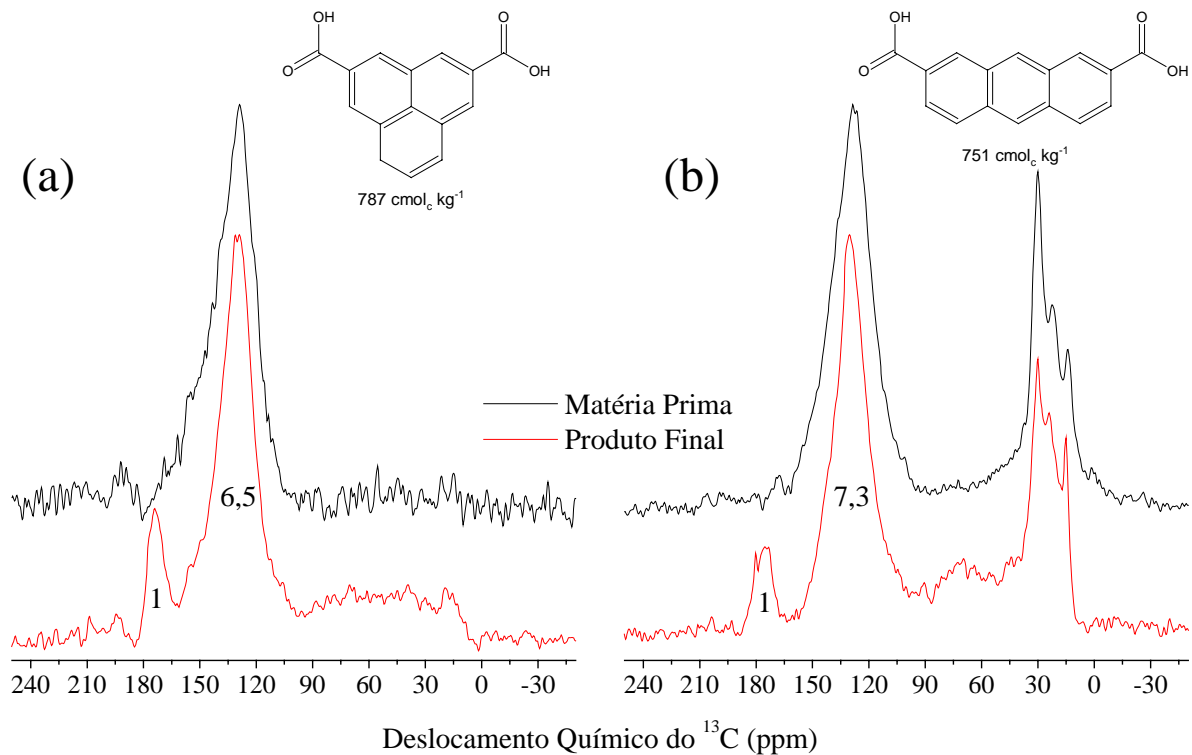 OH
O
O
OH
787 cmol_c kg^-1
(a)
OH
O
O
OH
751 cmol_c kg^-1
(b)
Matéria Prima
Produto Final
6,5
1
7,3
1
240 210 180 150 120 90 60 30 0 -30
240 210 180 150 120 90 60 30 0 -30
Deslocamento Químico do ^13C (ppm)